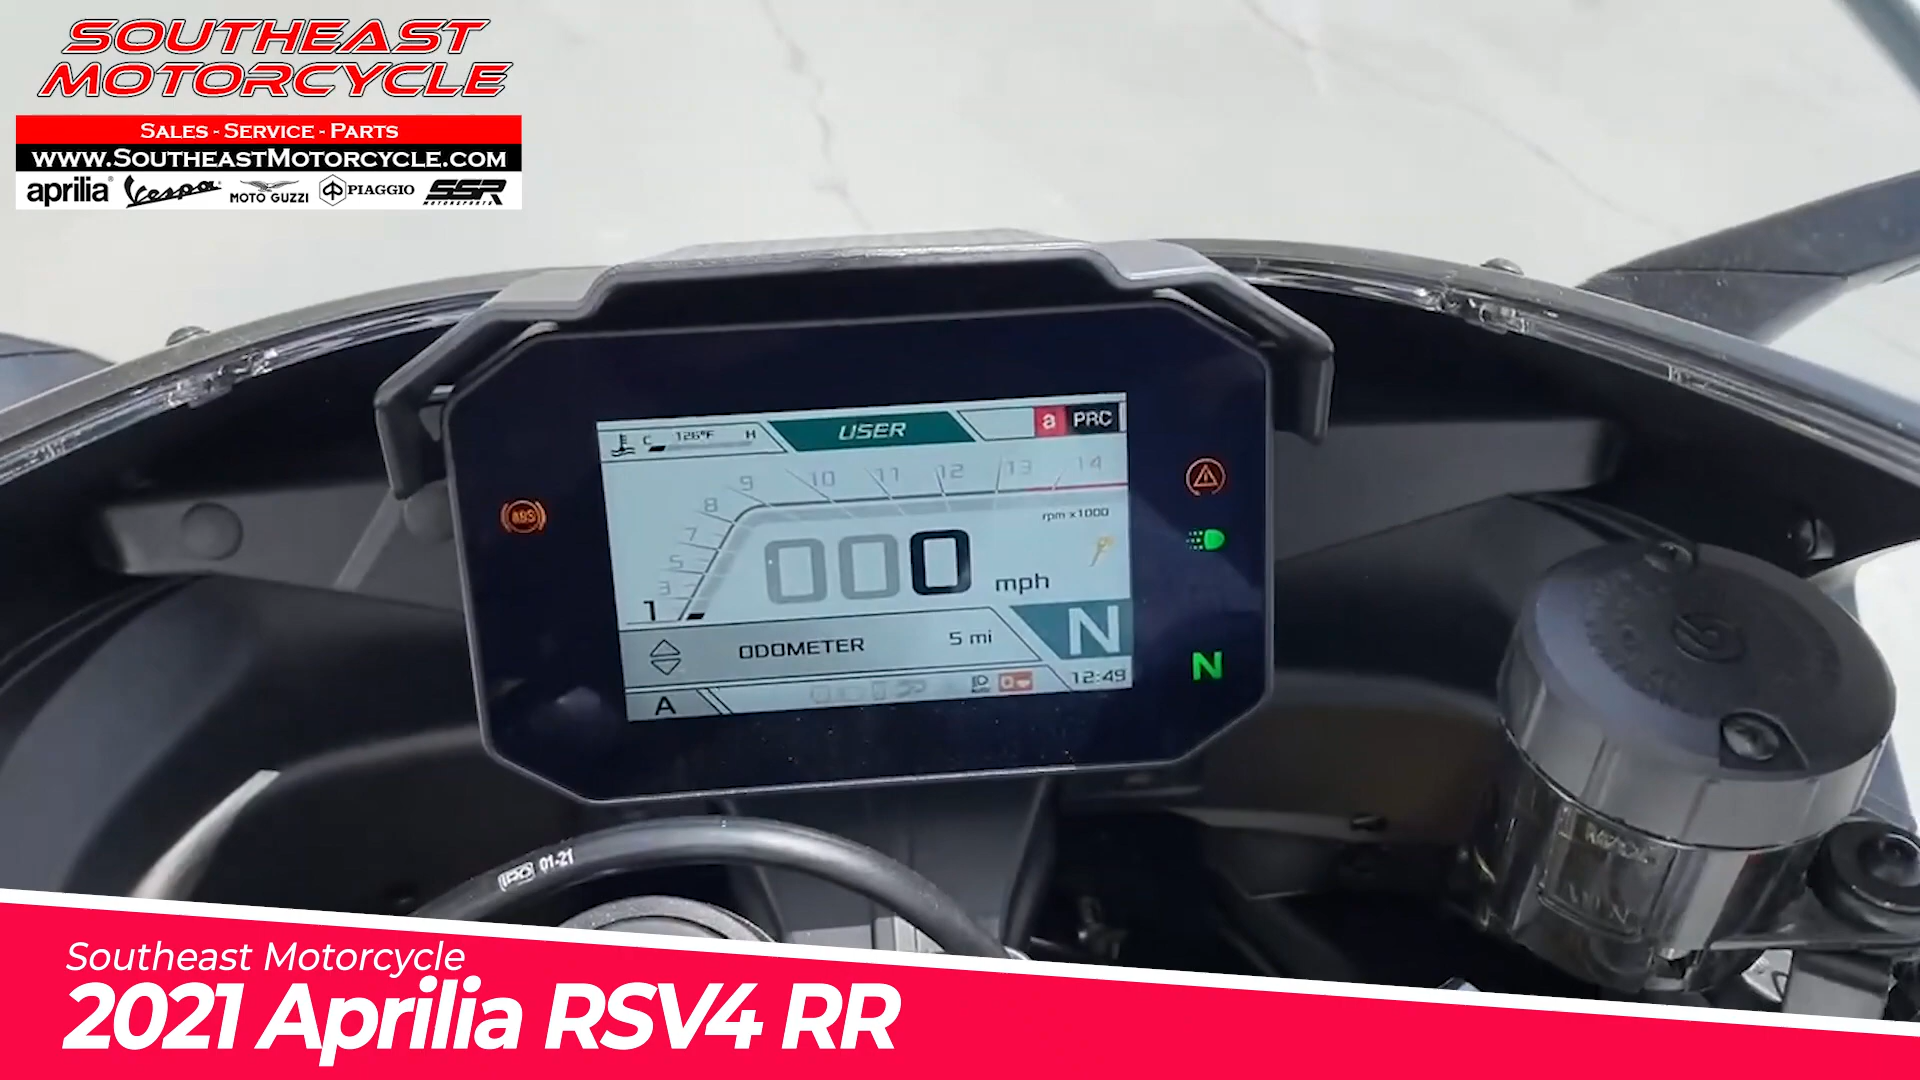 SOUTHEAST
MOTORCYCLE
SALES - SERVICE - PARTS
WWW.SOUTHEASTMOTORCYCLE.COM
aprilia Vespa MOTO GUZZI PIAGGIO SSR MOTORSPORTS
C 126°F H USER a PRC
9 10 11 12 13 14
8
rpm x1000
7
5
3
1
000 mph
ABS
ODOMETER 5 mi N
N
A 12:49
01-21
Southeast Motorcycle
2021 Aprilia RSV4 RR